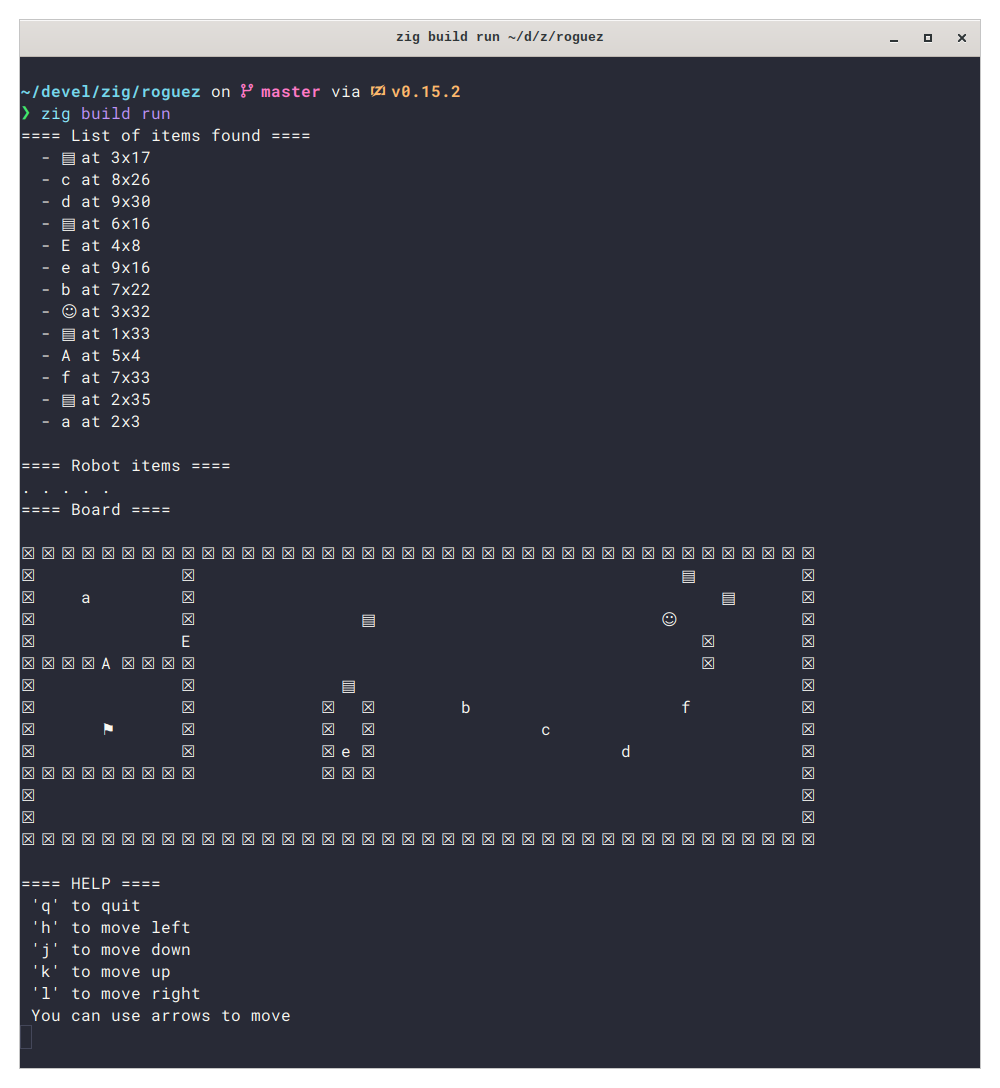 zig build run ~/d/z/roguez
~/devel/zig/roguez on master via v0.15.2
❯ zig build run
==== List of items found ====
  - ▤ at 3x17
  - c at 8x26
  - d at 9x30
  - ▤ at 6x16
  - E at 4x8
  - e at 9x16
  - b at 7x22
  - ☺ at 3x32
  - ▤ at 1x33
  - A at 5x4
  - f at 7x33
  - ▤ at 2x35
  - a at 2x3
==== Robot items ====
. . . . .
==== Board ====
☒ ☒ ☒ ☒ ☒ ☒ ☒ ☒ ☒ ☒ ☒ ☒ ☒ ☒ ☒ ☒ ☒ ☒ ☒ ☒ ☒ ☒ ☒ ☒ ☒ ☒ ☒ ☒ ☒ ☒ ☒ ☒ ☒ ☒ ☒ ☒ ☒ ☒ ☒ ☒
☒               ☒                                                 ▤           ☒
☒     a         ☒                                                     ▤       ☒
☒               ☒                 ▤                             ☺             ☒
☒               E                                                   ☒         ☒
☒ ☒ ☒ ☒ A ☒ ☒ ☒ ☒                                                   ☒         ☒
☒               ☒               ▤                                             ☒
☒               ☒             ☒   ☒         b                     f           ☒
☒       ⚑       ☒             ☒   ☒                 c                         ☒
☒               ☒             ☒ e ☒                         d                 ☒
☒ ☒ ☒ ☒ ☒ ☒ ☒ ☒ ☒             ☒ ☒ ☒                                           ☒
☒                                                                             ☒
☒                                                                             ☒
☒ ☒ ☒ ☒ ☒ ☒ ☒ ☒ ☒ ☒ ☒ ☒ ☒ ☒ ☒ ☒ ☒ ☒ ☒ ☒ ☒ ☒ ☒ ☒ ☒ ☒ ☒ ☒ ☒ ☒ ☒ ☒ ☒ ☒ ☒ ☒ ☒ ☒ ☒ ☒
==== HELP ====
 'q' to quit
 'h' to move left
 'j' to move down
 'k' to move up
 'l' to move right
 You can use arrows to move